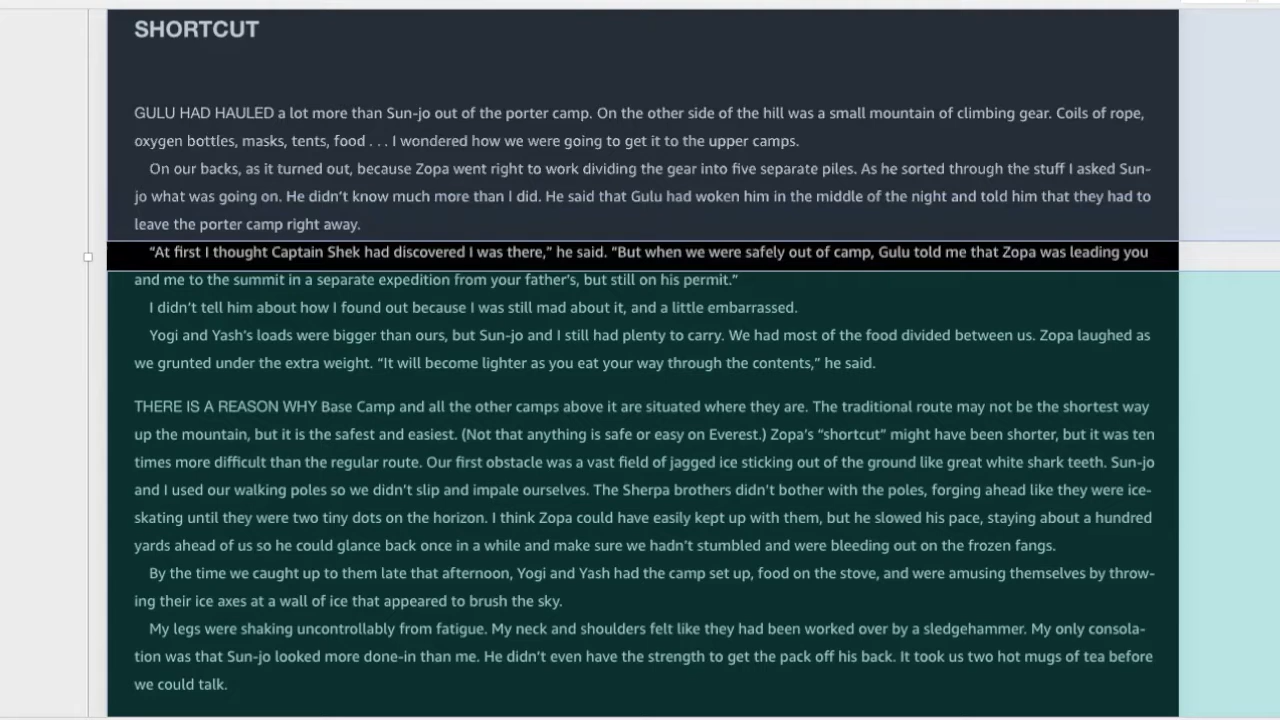 SHORTCUT
GULU HAD HAULED a lot more than Sun-jo out of the porter camp. On the other side of the hill was a small mountain of climbing gear. Coils of rope,
oxygen bottles, masks, tents, food . . . I wondered how we were going to get it to the upper camps.
On our backs, as it turned out, because Zopa went right to work dividing the gear into five separate piles. As he sorted through the stuff I asked Sun-
jo what was going on. He didn’t know much more than I did. He said that Gulu had woken him in the middle of the night and told him that they had to
leave the porter camp right away.
“At first I thought Captain Shek had discovered I was there,” he said. “But when we were safely out of camp, Gulu told me that Zopa was leading you
and me to the summit in a separate expedition from your father’s, but still on his permit.”
I didn’t tell him about how I found out because I was still mad about it, and a little embarrassed.
Yogi and Yash’s loads were bigger than ours, but Sun-jo and I still had plenty to carry. We had most of the food divided between us. Zopa laughed as
we grunted under the extra weight. “It will become lighter as you eat your way through the contents,” he said.
THERE IS A REASON WHY Base Camp and all the other camps above it are situated where they are. The traditional route may not be the shortest way
up the mountain, but it is the safest and easiest. (Not that anything is safe or easy on Everest.) Zopa’s “shortcut” might have been shorter, but it was ten
times more difficult than the regular route. Our first obstacle was a vast field of jagged ice sticking out of the ground like great white shark teeth. Sun-jo
and I used our walking poles so we didn’t slip and impale ourselves. The Sherpa brothers didn’t bother with the poles, forging ahead like they were ice-
skating until they were two tiny dots on the horizon. I think Zopa could have easily kept up with them, but he slowed his pace, staying about a hundred
yards ahead of us so he could glance back once in a while and make sure we hadn’t stumbled and were bleeding out on the frozen fangs.
By the time we caught up to them late that afternoon, Yogi and Yash had the camp set up, food on the stove, and were amusing themselves by throw-
ing their ice axes at a wall of ice that appeared to brush the sky.
My legs were shaking uncontrollably from fatigue. My neck and shoulders felt like they had been worked over by a sledgehammer. My only consola-
tion was that Sun-jo looked more done-in than me. He didn’t even have the strength to get the pack off his back. It took us two hot mugs of tea before
we could talk.